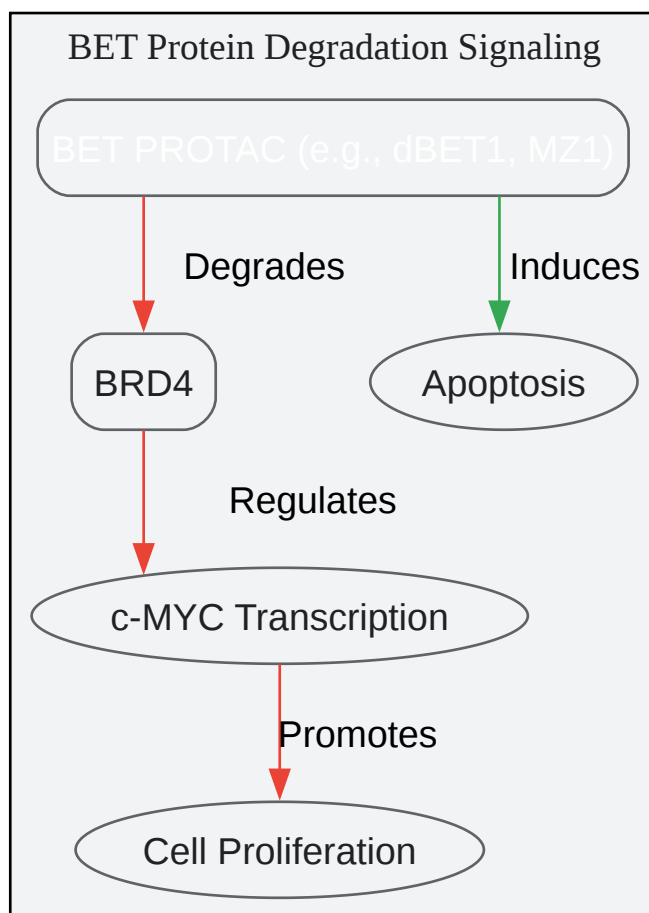 BET Protein Degradation Signaling
BET PROTAC (e.g., dBET1, MZ1)
Degrades
Induces
BRD4
Apoptosis
Regulates
c-MYC Transcription
Promotes
Cell Proliferation